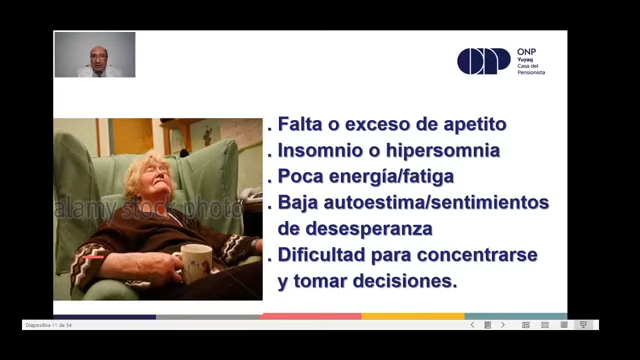 ONP
ONP
Yuyaq
Casa del
Pensionista
. Falta o exceso de apetito
. Insomnio o hipersomnia
. Poca energía/fatiga
. Baja autoestima/sentimientos
de desesperanza
. Dificultad para concentrarse
y tomar decisiones.
alamy stock photo
Diapositiva 11 de 54